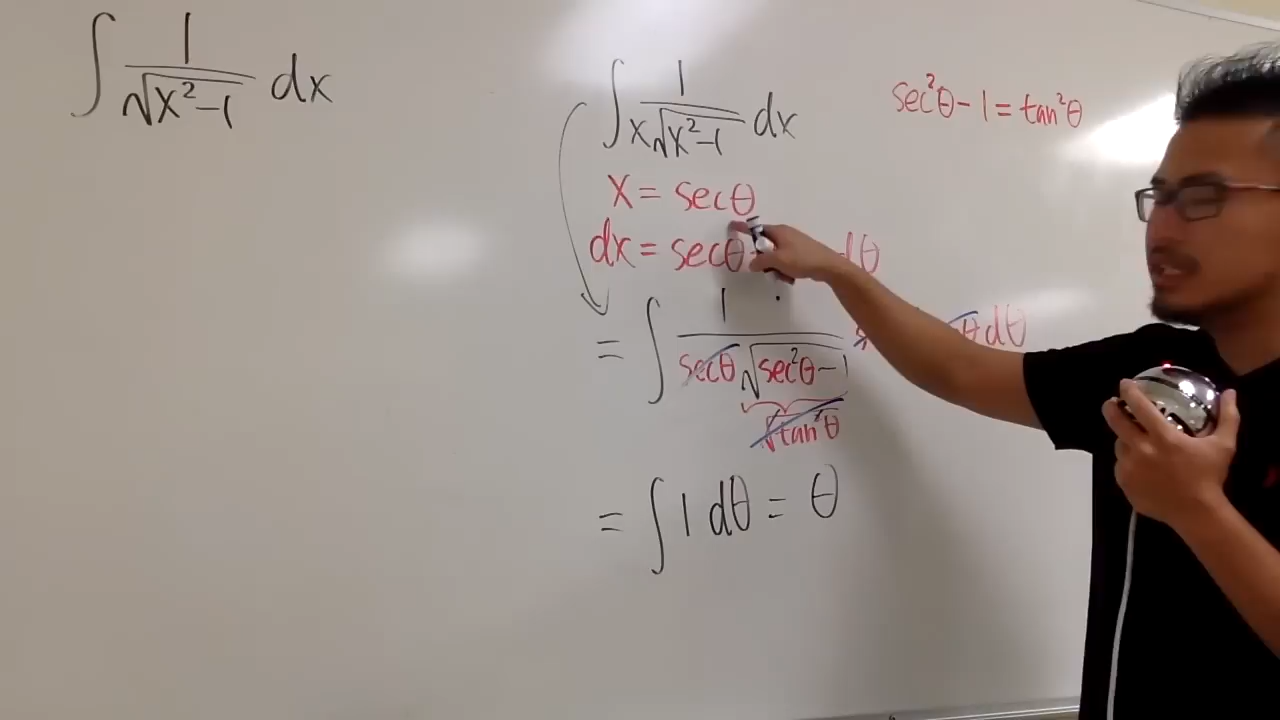 ∫ 1/√(x²-1) dx
∫ 1/(x√(x²-1)) dx
sec²θ - 1 = tan²θ
x = secθ
dx = secθ dθ
= ∫ 1/(secθ √(sec²θ-1)) θ dθ
√tan²θ
= ∫ 1 dθ = θ